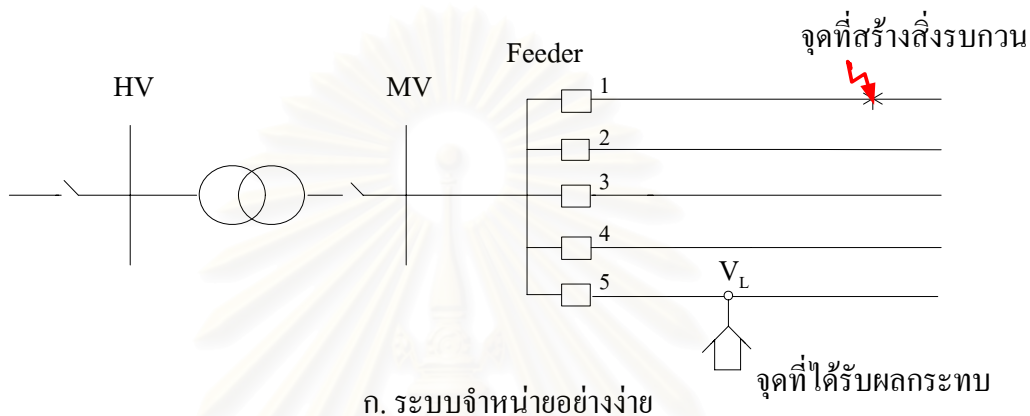 จุดที่สร้างสิ่งรบกวน
Feeder
HV
MV
1
2
3
4
5
V_L
จุดที่ได้รับผลกระทบ
ก. ระบบจำหน่ายอย่างง่าย